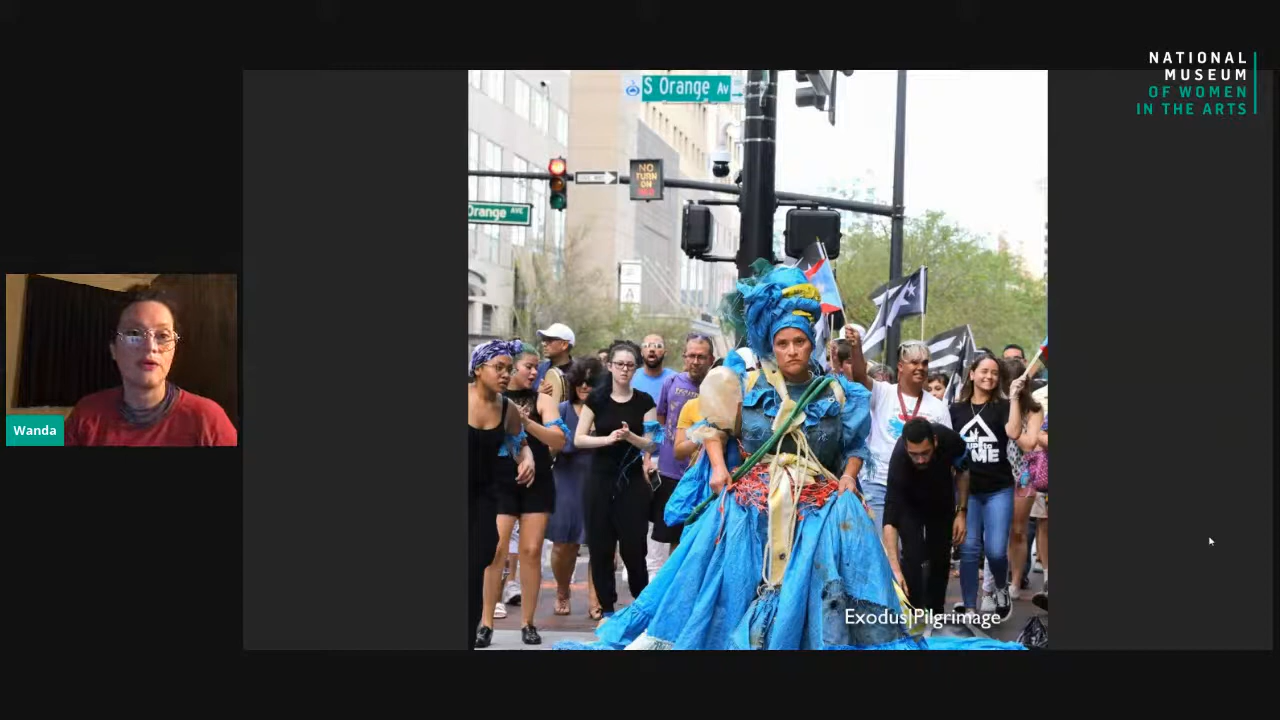 NATIONAL
MUSEUM
OF WOMEN
IN THE ARTS
S Orange Av
NO
TURN
ON
Orange AVE
Wanda
UP to
ME
Exodus|Pilgrimage